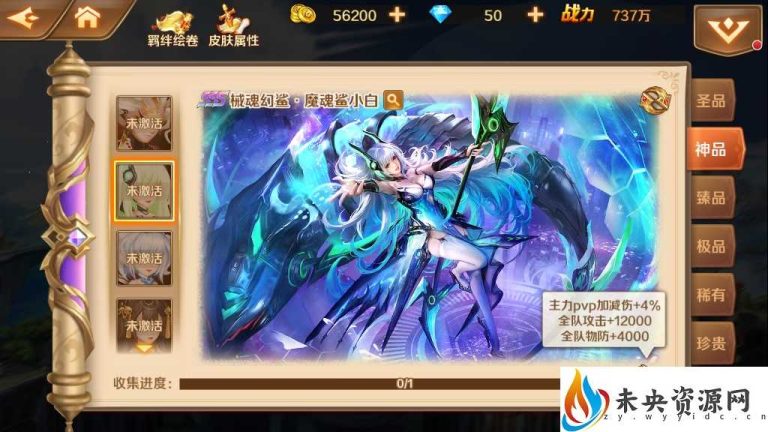 56200
50
战力 737万
羁绊绘卷 皮肤属性
械魂幻鲨·魔魂鲨小白
未激活
未激活
未激活
未激活
圣品
神品
臻品
极品
稀有
珍贵
主力pvp加减伤+4%
全队攻击+12000
全队物防+4000
收集进度：
0/1
未央资源网
zy.wyyidc.cn